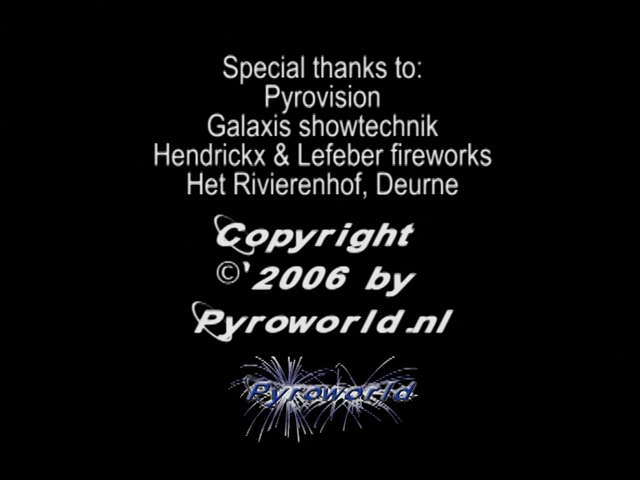 Special thanks to:
Pyrovision
Galaxis showtechnik
Hendrickx & Lefeber fireworks
Het Rivierenhof, Deurne
Copyright
©'2006 by
Pyroworld.nl
Pyroworld